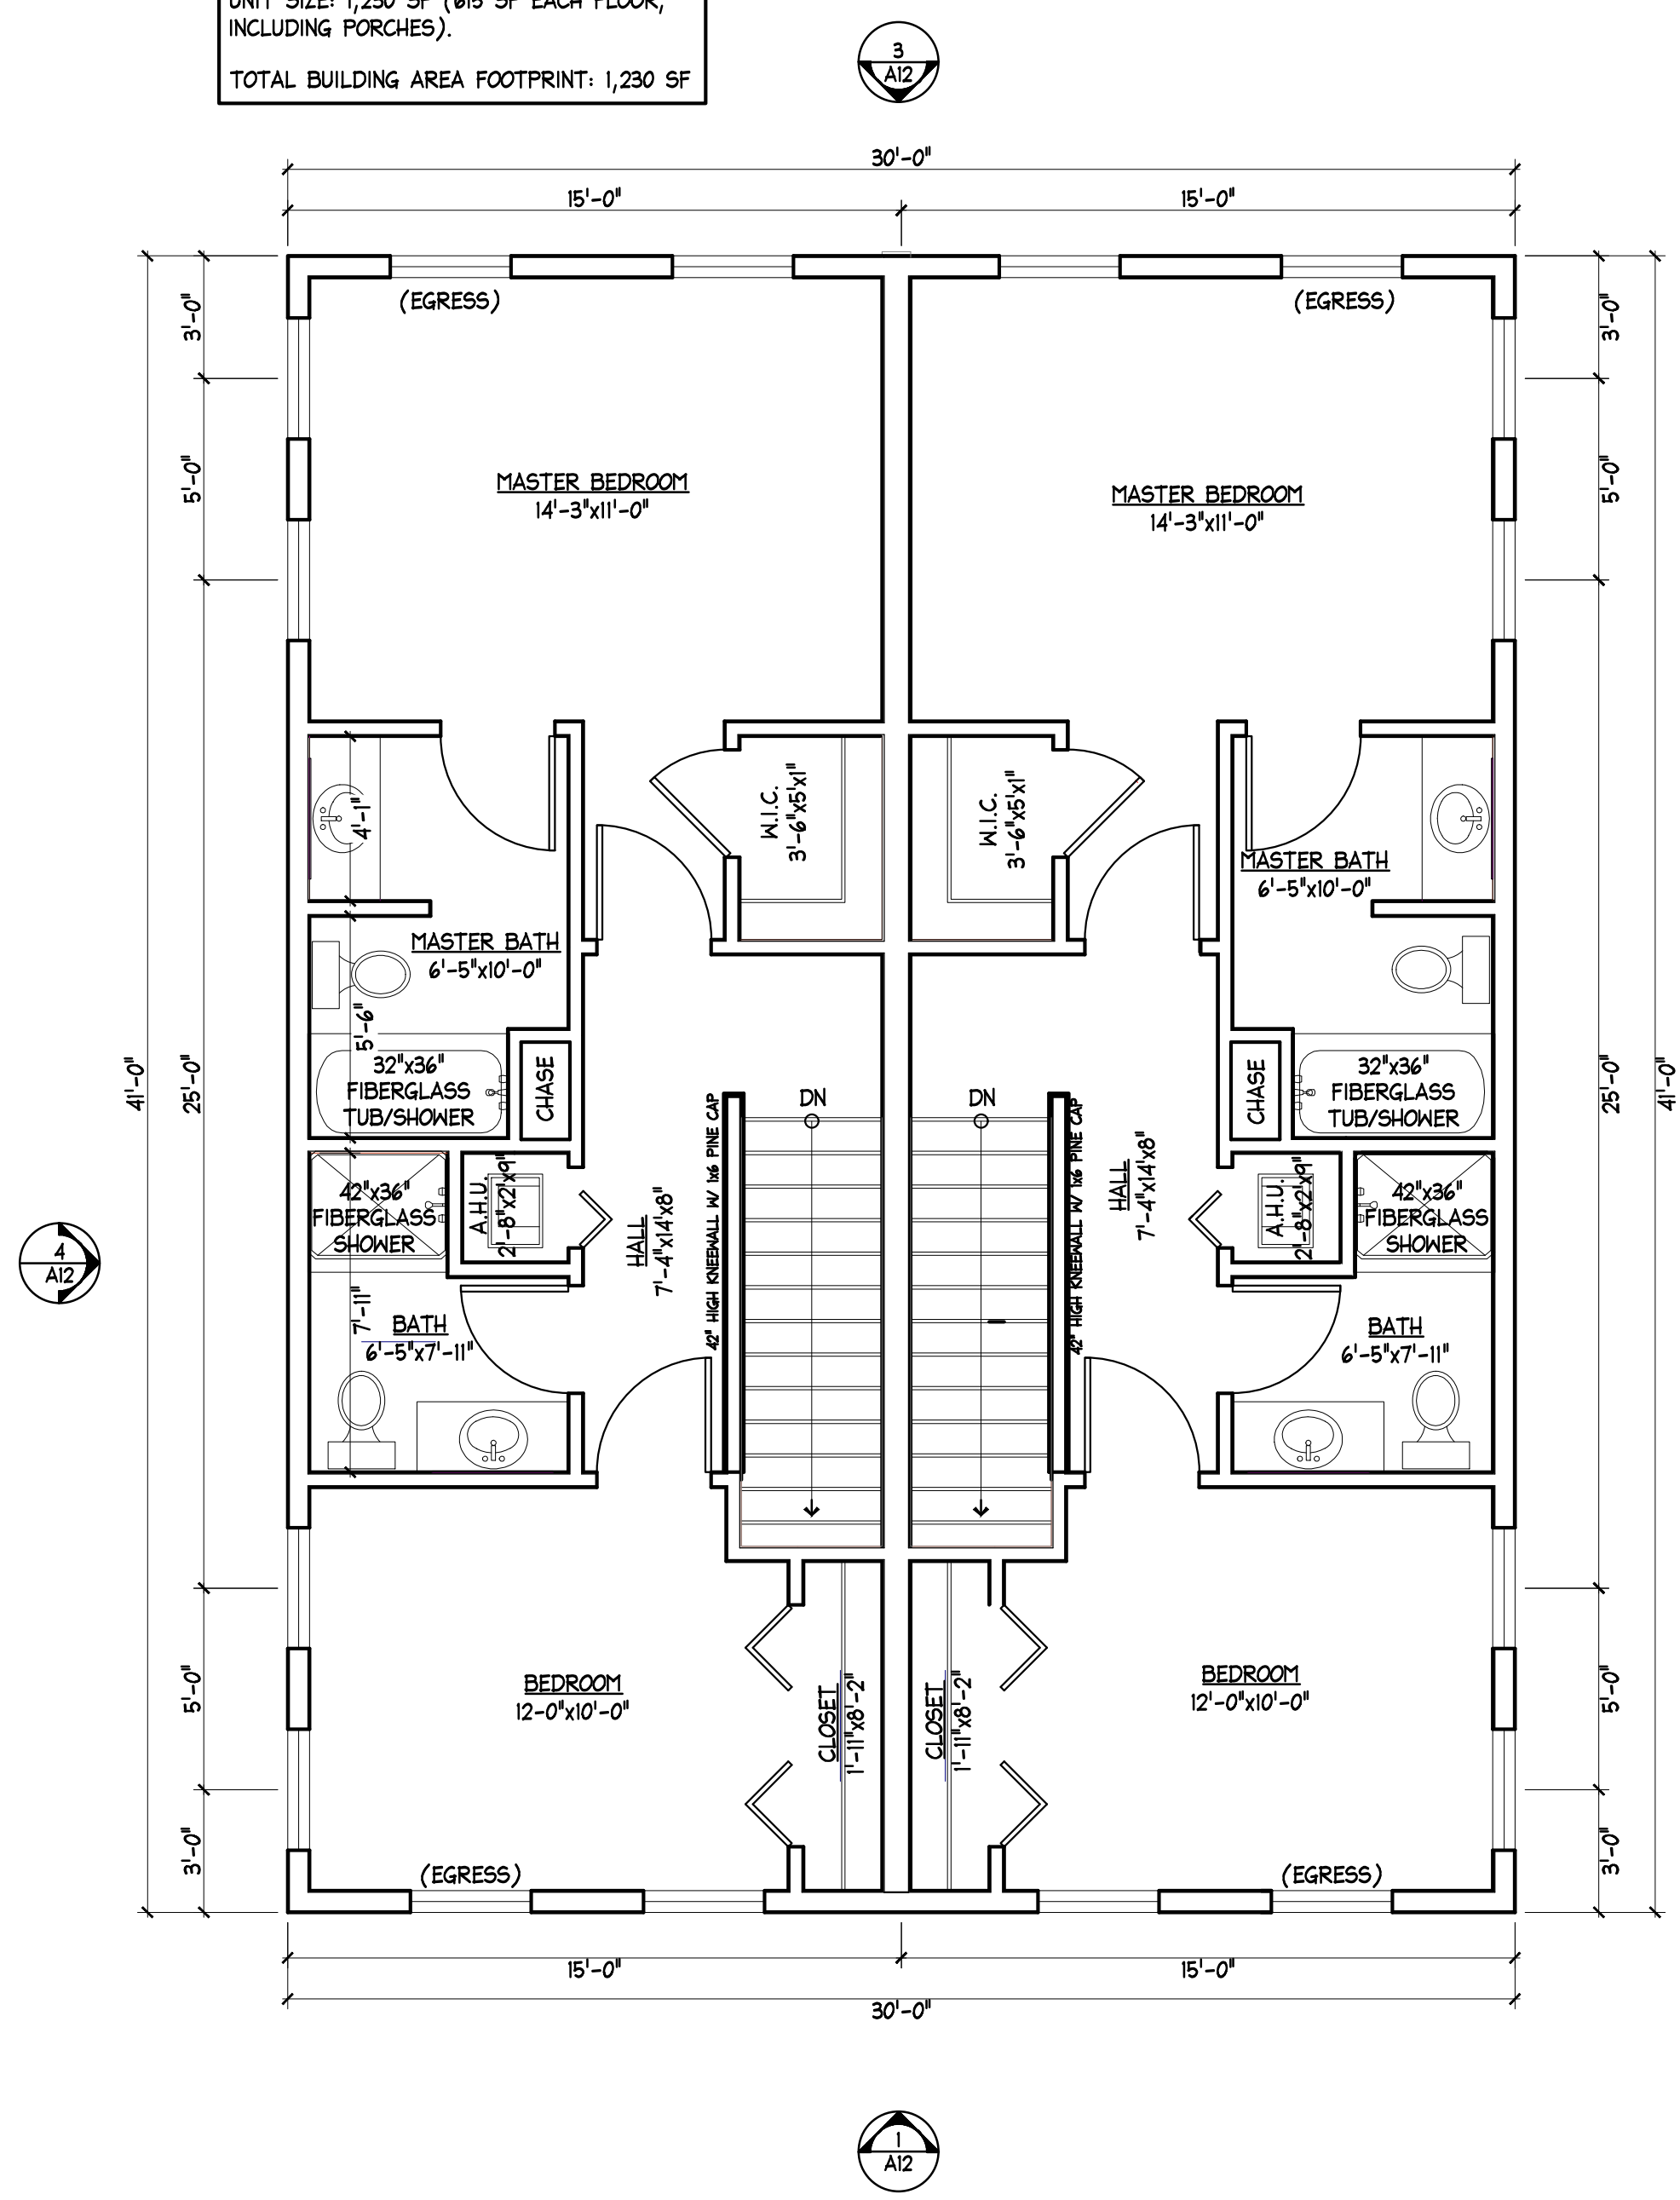 UNIT SIZE: 1,230 SF (615 SF EACH FLOOR,
INCLUDING PORCHES).
TOTAL BUILDING AREA FOOTPRINT: 1,230 SF
3
A12
30'-0"
15'-0"
15'-0"
(EGRESS)
(EGRESS)
3'-0"
3'-0"
5'-0"
5'-0"
MASTER BEDROOM
14'-3"x11'-0"
MASTER BEDROOM
14'-3"x11'-0"
4'-1"
W.I.C.
3'-6"x5'x1"
W.I.C.
3'-6"x5'x1"
MASTER BATH
6'-5"x10'-0"
MASTER BATH
6'-5"x10'-0"
5'-6"
41'-0"
25'-0"
32"x36"
FIBERGLASS
TUB/SHOWER
CHASE
DN
DN
CHASE
32"x36"
FIBERGLASS
TUB/SHOWER
25'-0"
41'-0"
42"x36"
FIBERGLASS
SHOWER
A.H.U.
2'-8"x2'x9"
HALL
7'-4"x14'x8"
42" HIGH KNEEWALL W/ 1x6 PINE CAP
42" HIGH KNEEWALL W/ 1x6 PINE CAP
HALL
7'-4"x14'x8"
A.H.U.
2'-8"x2'x9"
42"x36"
FIBERGLASS
SHOWER
4
A12
7'-11"
BATH
6'-5"x7'-11"
BATH
6'-5"x7'-11"
BEDROOM
12-0"x10'-0"
CLOSET
1'-11"x8'-2"
CLOSET
1'-11"x8'-2"
BEDROOM
12'-0"x10'-0"
5'-0"
5'-0"
3'-0"
3'-0"
(EGRESS)
(EGRESS)
15'-0"
15'-0"
30'-0"
1
A12